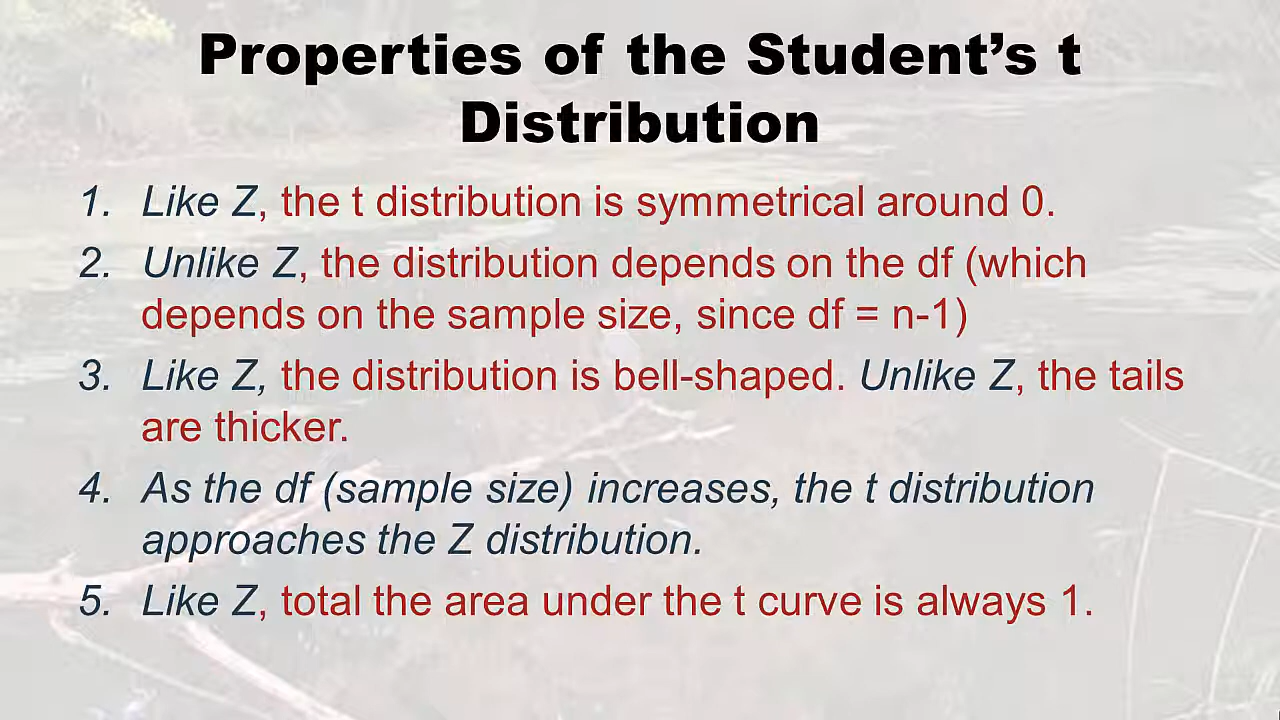 Properties of the Student’s t
Distribution
1. Like Z, the t distribution is symmetrical around 0.
2. Unlike Z, the distribution depends on the df (which
depends on the sample size, since df = n-1)
3. Like Z, the distribution is bell-shaped. Unlike Z, the tails
are thicker.
4. As the df (sample size) increases, the t distribution
approaches the Z distribution.
5. Like Z, total the area under the t curve is always 1.